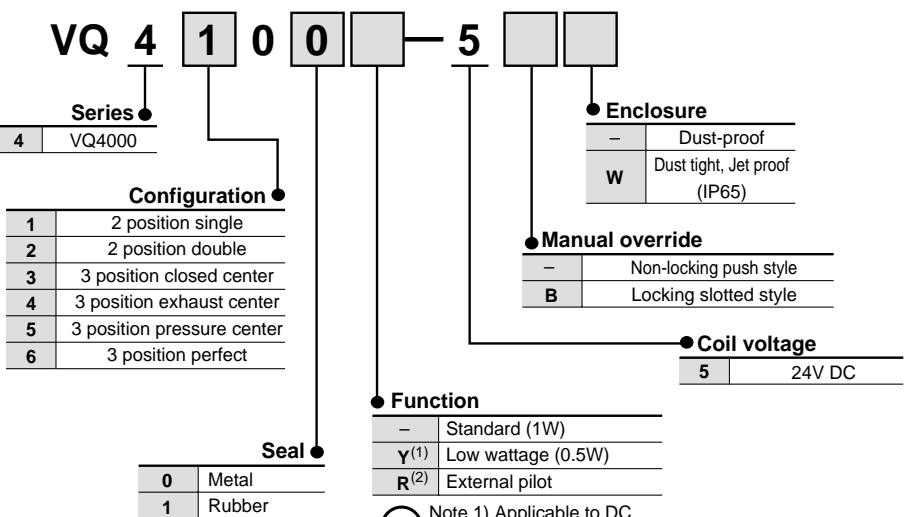 VQ 4 1 0 0 — 5
Series
4 VQ4000
Configuration
1 2 position single
2 2 position double
3 3 position closed center
4 3 position exhaust center
5 3 position pressure center
6 3 position perfect
Seal
0 Metal
1 Rubber
Function
– Standard (1W)
Y(1) Low wattage (0.5W)
R(2) External pilot
Note 1) Applicable to DC
Enclosure
– Dust-proof
W Dust tight, Jet proof
(IP65)
Manual override
– Non-locking push style
B Locking slotted style
Coil voltage
5 24V DC